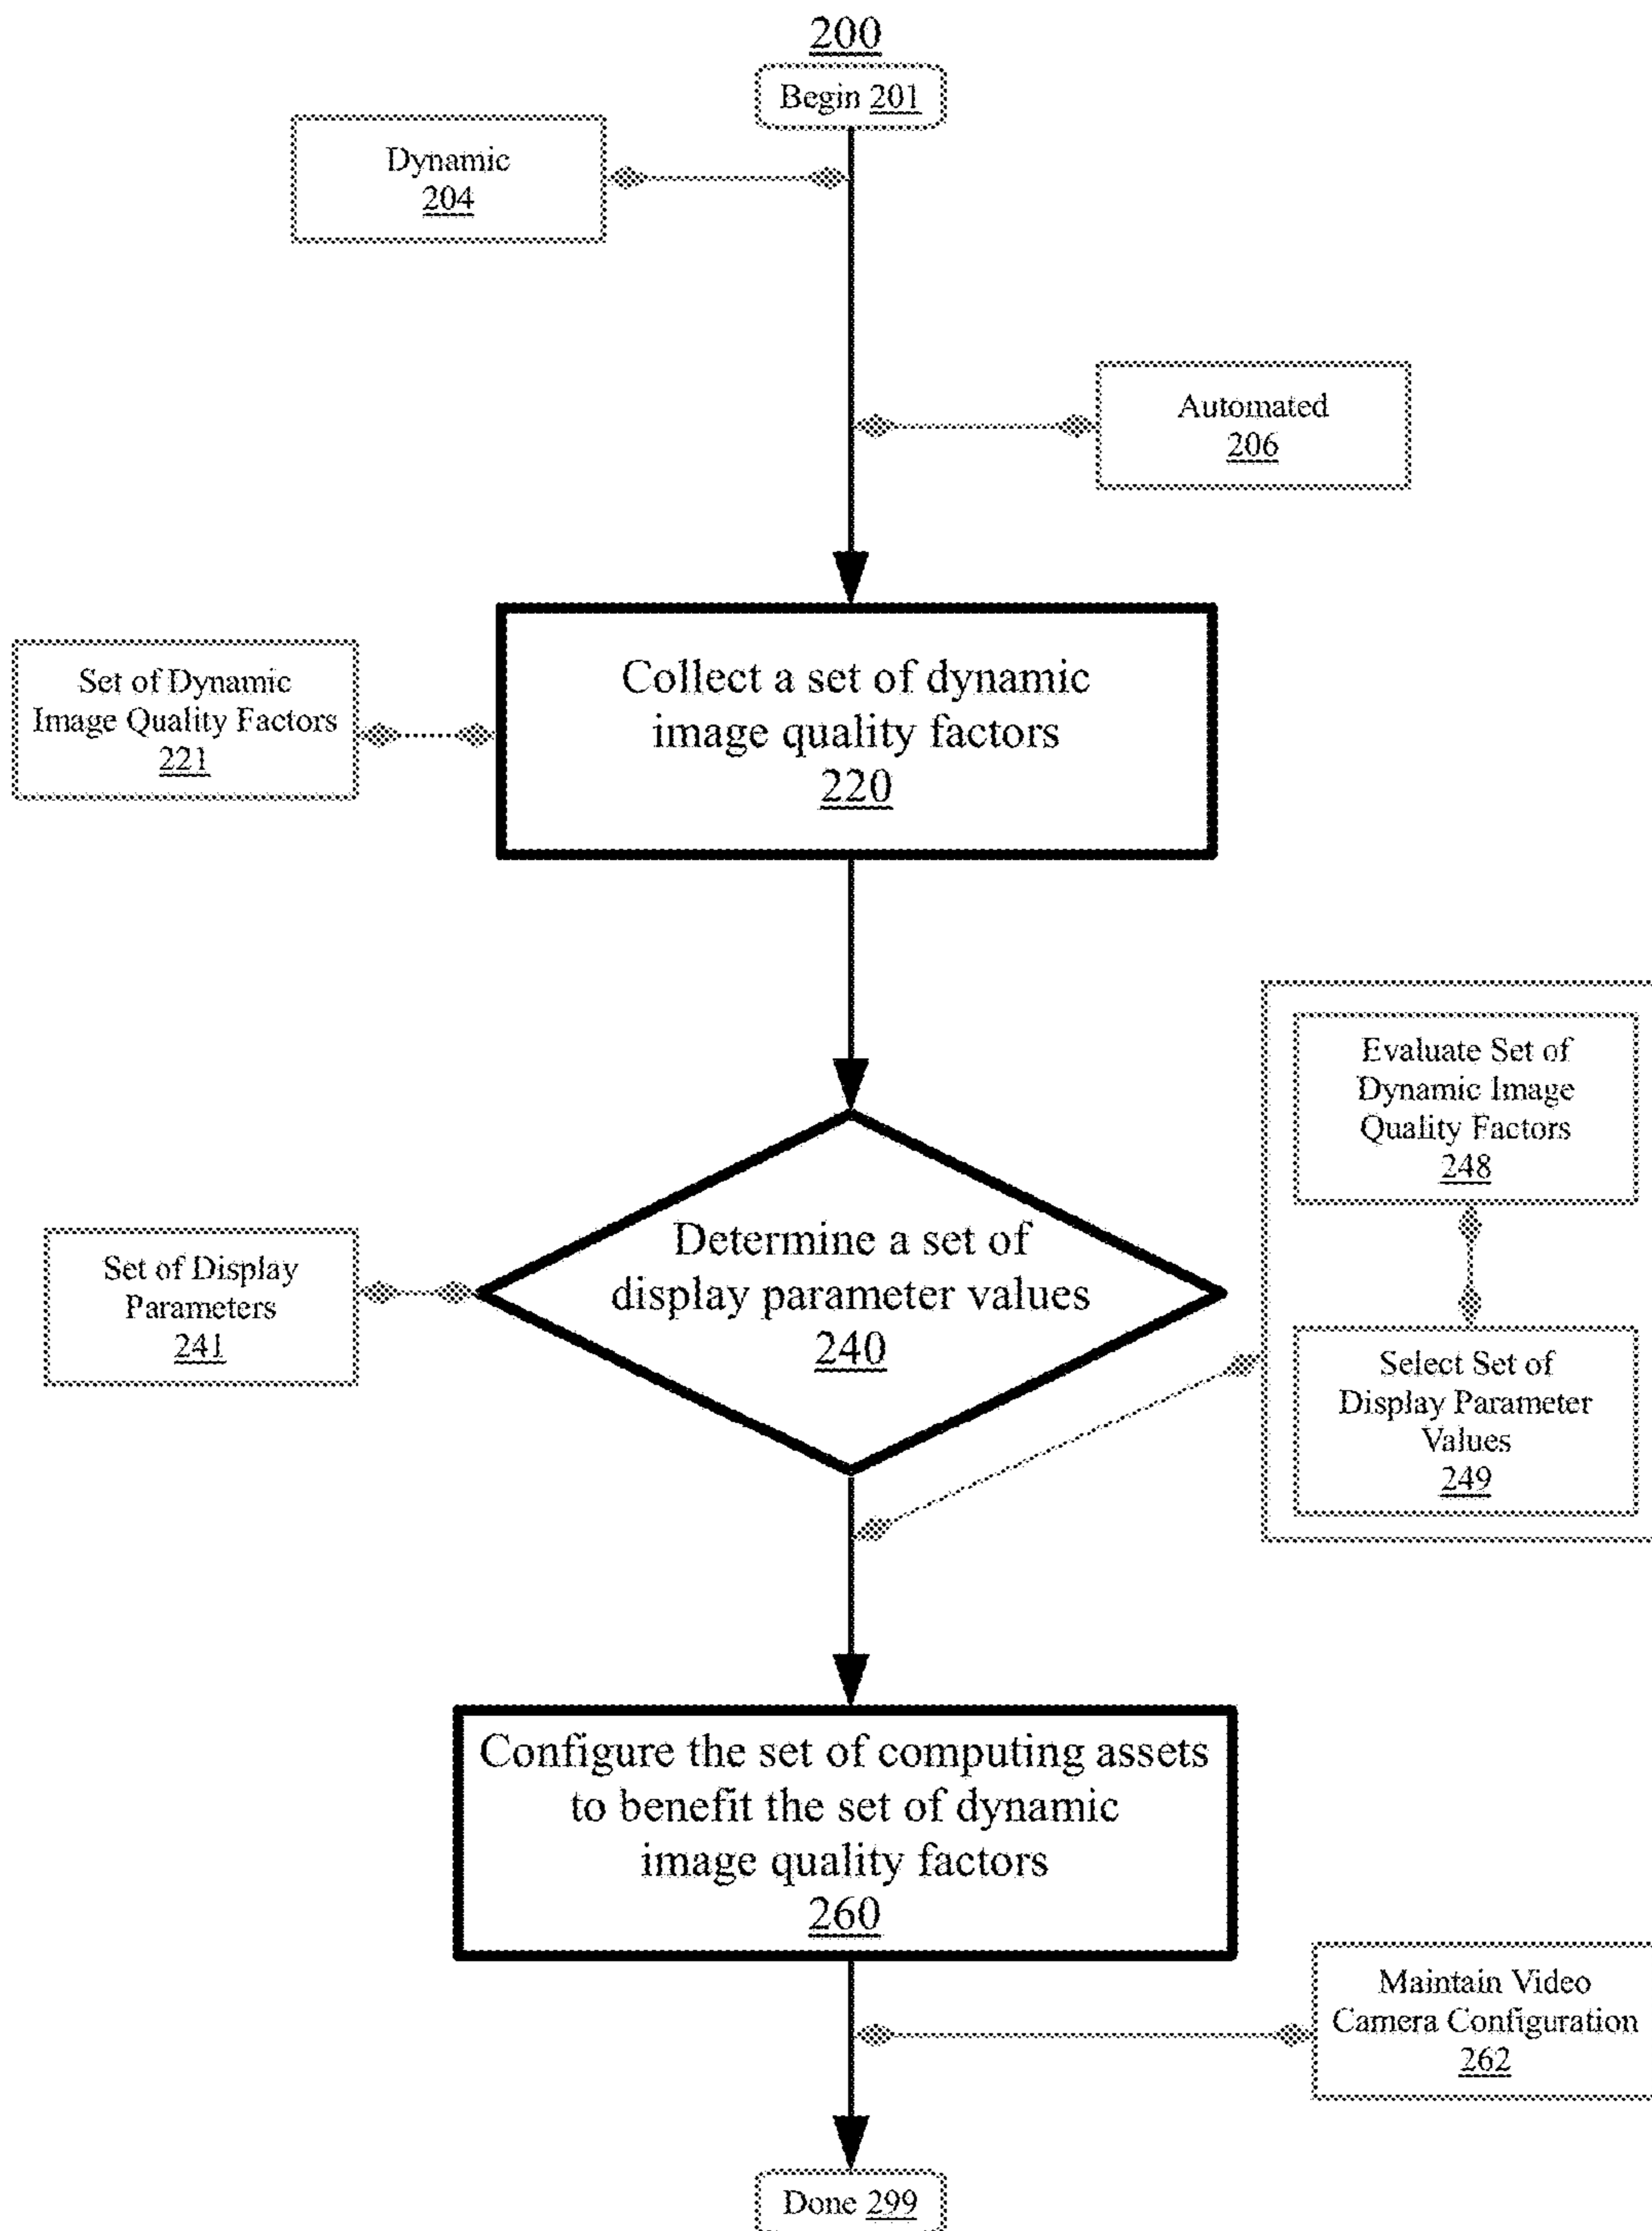 200
Begin 201
Dynamic
204
Automated
206
Collect a set of dynamic
image quality factors
220
Set of Dynamic
Image Quality Factors
221
Determine a set of
display parameter values
240
Set of Display
Parameters
241
Evaluate Set of
Dynamic Image
Quality Factors
248
Select Set of
Display Parameter
Values
249
Configure the set of computing assets
to benefit the set of dynamic
image quality factors
260
Maintain Video
Camera Configuration
262
Done 299